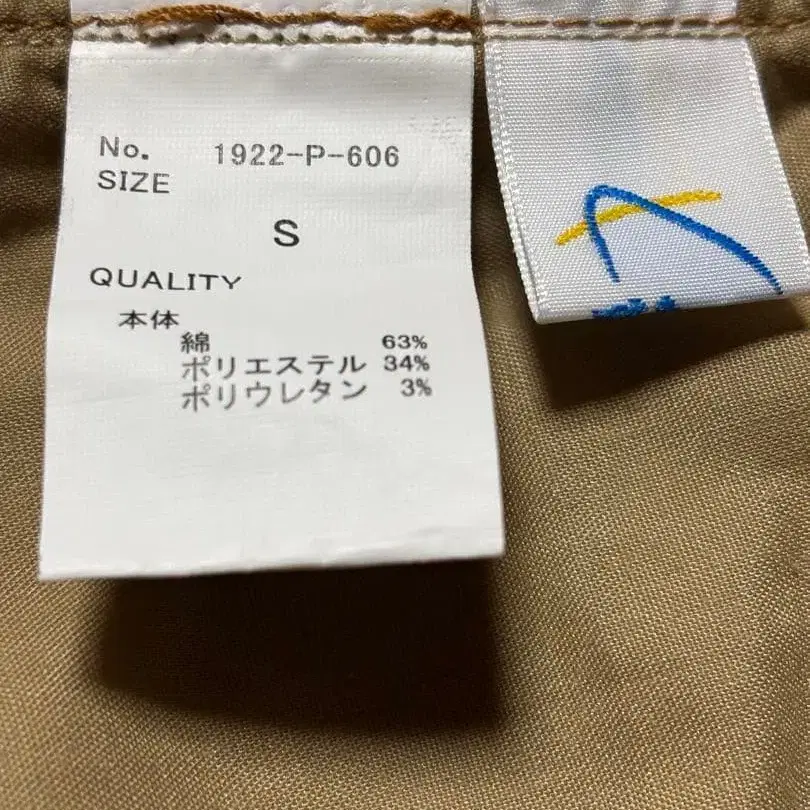 No. 1922-P-606
SIZE
S
QUALITY
本体
綿 63%
ポリエステル 34%
ポリウレタン 3%